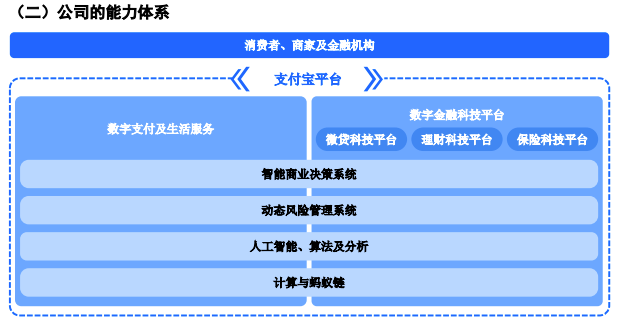 （二）公司的能力体系
消费者、商家及金融机构
支付宝平台
数字支付及生活服务
数字金融科技平台
微贷科技平台 理财科技平台 保险科技平台
智能商业决策系统
动态风险管理系统
人工智能、算法及分析
计算与蚂蚁链